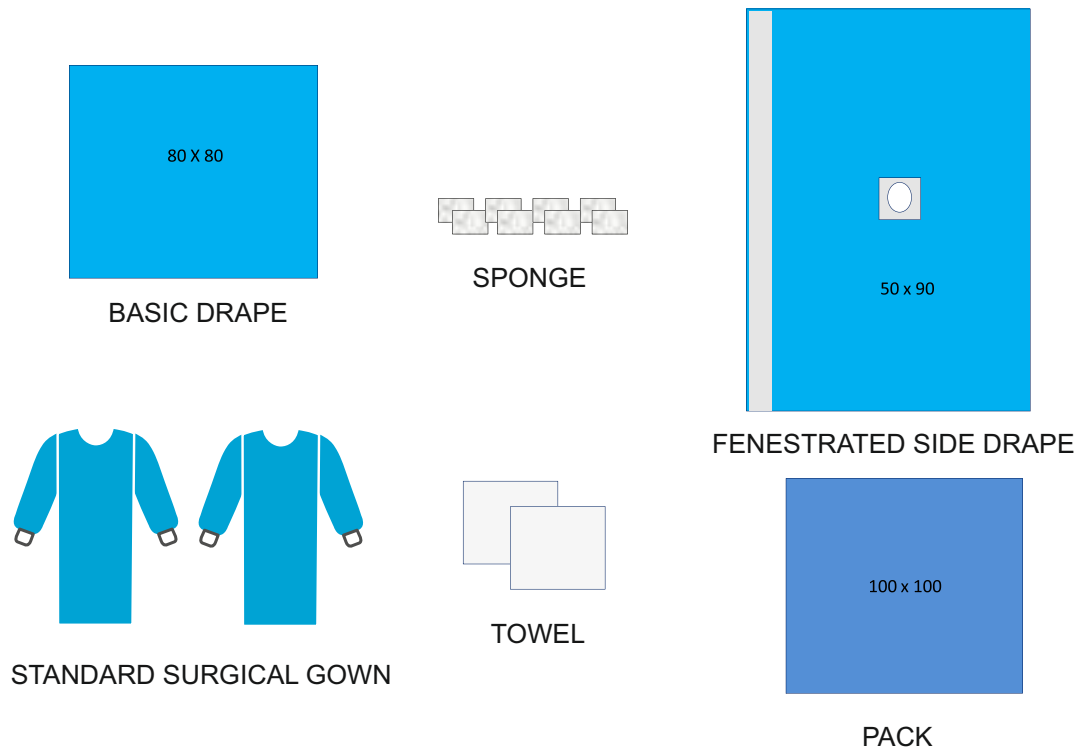 80 X 80
BASIC DRAPE
SPONGE
50 x 90
FENESTRATED SIDE DRAPE
STANDARD SURGICAL GOWN
TOWEL
100 x 100
PACK